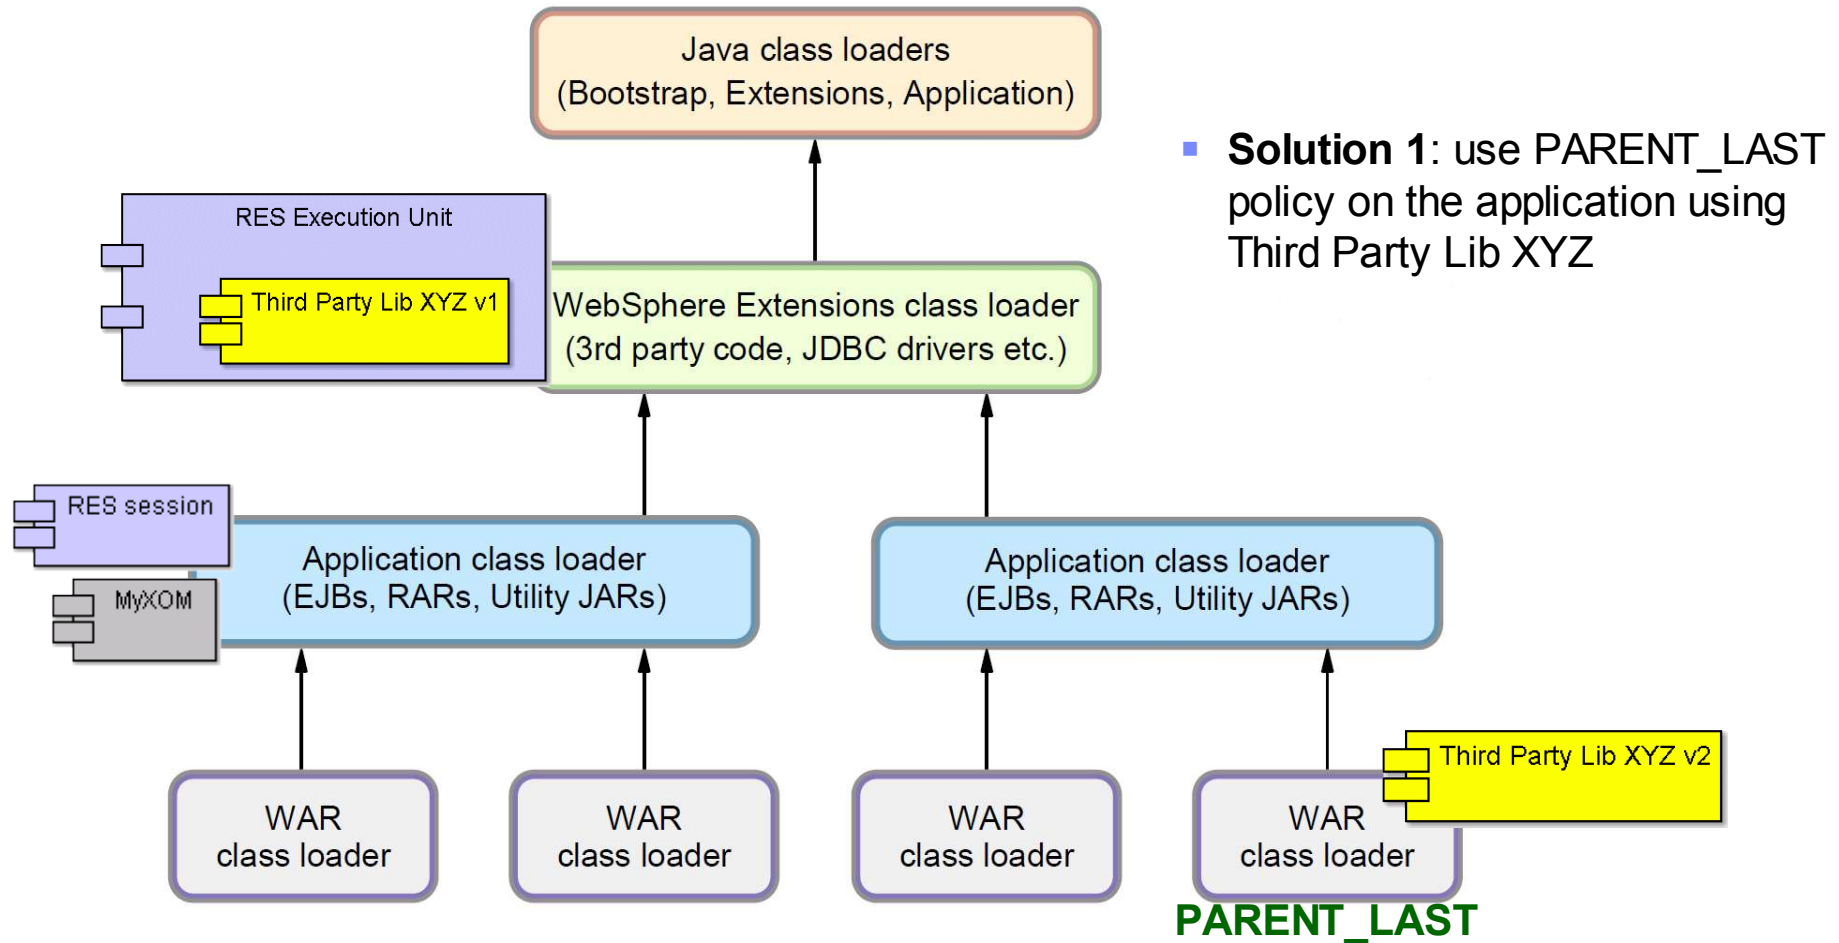 Java class loaders
(Bootstrap, Extensions, Application)
▪ Solution 1: use PARENT_LAST
policy on the application using
Third Party Lib XYZ
RES Execution Unit
Third Party Lib XYZ v1
WebSphere Extensions class loader
(3rd party code, JDBC drivers etc.)
RES session
MyXOM
Application class loader
(EJBs, RARs, Utility JARs)
Application class loader
(EJBs, RARs, Utility JARs)
Third Party Lib XYZ v2
WAR
class loader
WAR
class loader
WAR
class loader
WAR
class loader
PARENT_LAST